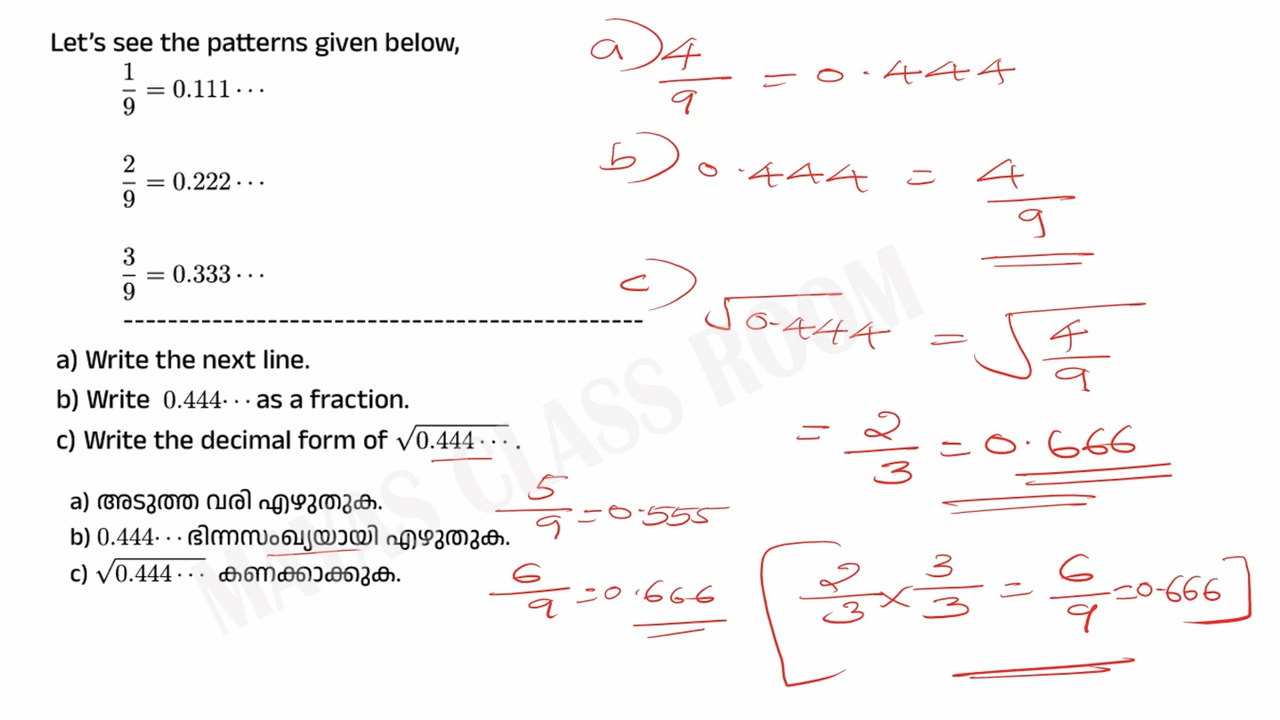 Let's see the patterns given below,
1/9 = 0.111 ···
2/9 = 0.222 ···
3/9 = 0.333 ···
a) Write the next line.
b) Write 0.444··· as a fraction.
c) Write the decimal form of √0.444 ··· .
a) അടുത്ത വരി എഴുതുക.
b) 0.444··· ഭിന്നസംഖ്യയായി എഴുതുക.
c) √0.444 ··· കണക്കാക്കുക.
a) 4/9 = 0.444
b) 0.444 = 4/9
c) √0.444 = √4/9
= 2/3 = 0.666
5/9 = 0.555
6/9 = 0.666
[2/3 × 3/3 = 6/9 = 0.666]
MAYAS CLASS ROOM